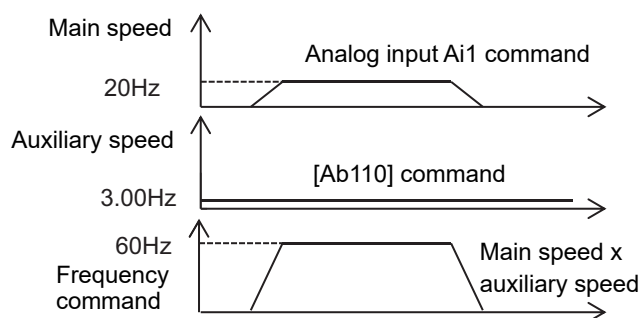 Main speed
Analog input Ai1 command
20Hz
Auxiliary speed
[Ab110] command
3.00Hz
60Hz
Main speed x
Frequency
auxiliary speed
command